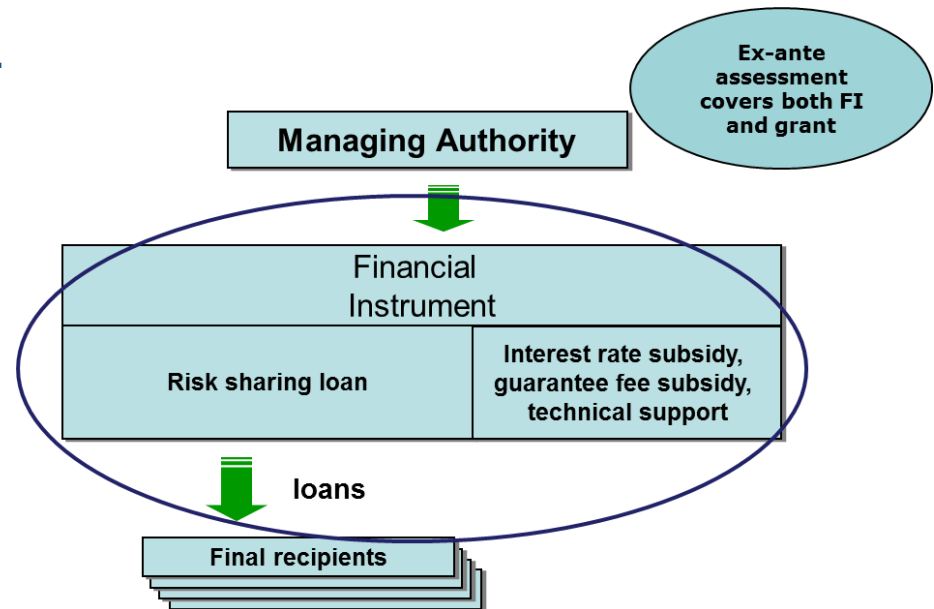 Ex-ante
assessment
covers both FI
and grant
Managing Authority
Financial
Instrument
Risk sharing loan
Interest rate subsidy,
guarantee fee subsidy,
technical support
loans
Final recipients